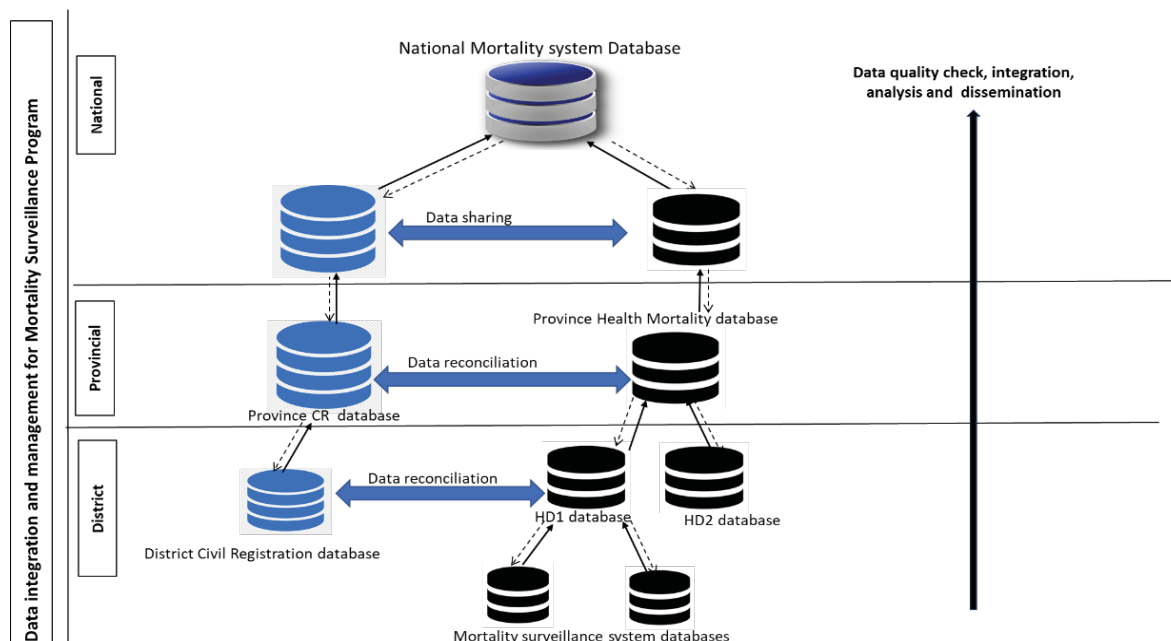 Data integration and management for Mortality Surveillance Program
National
National Mortality system Database
Data quality check, integration,
analysis and dissemination
Data sharing
Provincial
Province Health Mortality database
Data reconciliation
Province CR database
District
Data reconciliation
HD1 database
HD2 database
District Civil Registration database
Mortality surveillance system databases